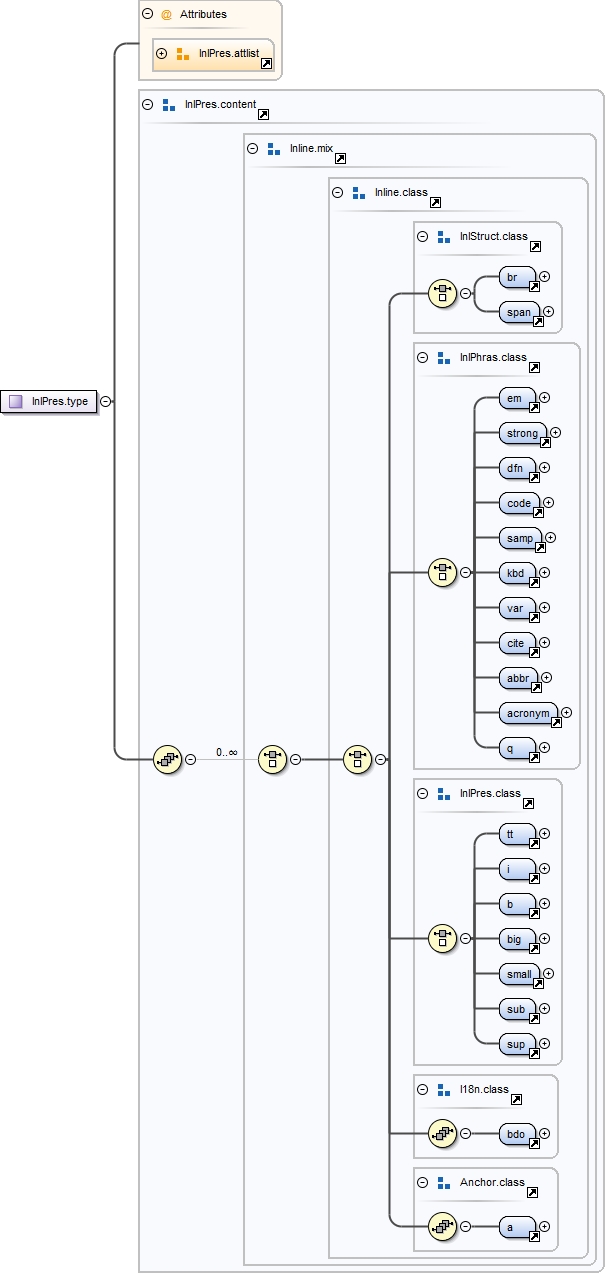 @ Attributes
InlPres.attlist
InlPres.content
Inline.mix
Inline.class
InlStruct.class
br
span
InlPhras.class
InlPres.type
em
strong
dfn
code
samp
kbd
var
cite
abbr
acronym
q
0..∞
InlPres.class
tt
i
b
big
small
sub
sup
I18n.class
bdo
Anchor.class
a